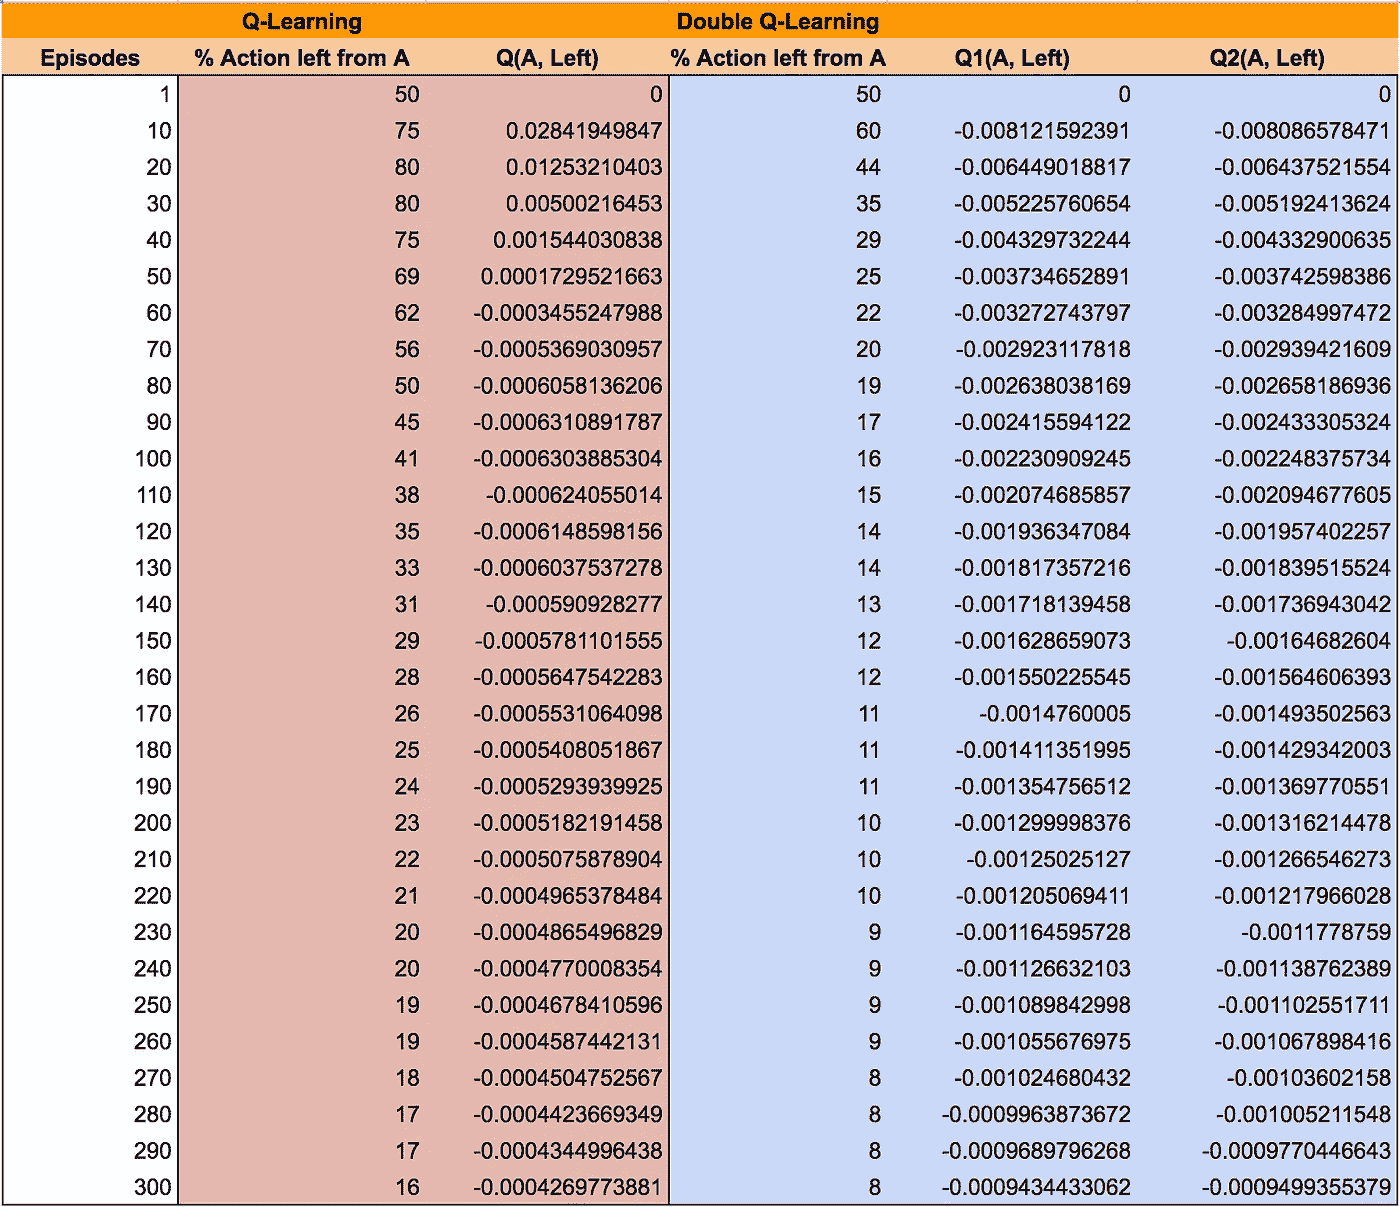 Q-Learning Double Q-Learning
Episodes % Action left from A Q(A, Left) % Action left from A Q1(A, Left) Q2(A, Left)
1 50 0 50 0 0
10 75 0.02841949847 60 -0.008121592391 -0.008086578471
20 80 0.01253210403 44 -0.006449018817 -0.006437521554
30 80 0.00500216453 35 -0.005225760654 -0.005192413624
40 75 0.001544030838 29 -0.004329732244 -0.004332900635
50 69 0.0001729521663 25 -0.003734652891 -0.003742598386
60 62 -0.0003455247988 22 -0.003272743797 -0.003284997472
70 56 -0.0005369030957 20 -0.002923117818 -0.002939421609
80 50 -0.0006058136206 19 -0.002638038169 -0.002658186936
90 45 -0.0006310891787 17 -0.002415594122 -0.002433305324
100 41 -0.0006303885304 16 -0.002230909245 -0.002248375734
110 38 -0.000624055014 15 -0.002074685857 -0.002094677605
120 35 -0.0006148598156 14 -0.001936347084 -0.001957402257
130 33 -0.0006037537278 14 -0.001817357216 -0.001839515524
140 31 -0.000590928277 13 -0.001718139458 -0.001736943042
150 29 -0.0005781101555 12 -0.001628659073 -0.00164682604
160 28 -0.0005647542283 12 -0.001550225545 -0.001564606393
170 26 -0.0005531064098 11 -0.0014760005 -0.001493502563
180 25 -0.0005408051867 11 -0.001411351995 -0.001429342003
190 24 -0.0005293939925 11 -0.001354756512 -0.001369770551
200 23 -0.0005182191458 10 -0.001299998376 -0.001316214478
210 22 -0.0005075878904 10 -0.00125025127 -0.001266546273
220 21 -0.0004965378484 10 -0.001205069411 -0.001217966028
230 20 -0.0004865496829 9 -0.001164595728 -0.0011778759
240 20 -0.0004770008354 9 -0.001126632103 -0.001138762389
250 19 -0.0004678410596 9 -0.001089842998 -0.001102551711
260 19 -0.0004587442131 9 -0.001055676975 -0.001067898416
270 18 -0.0004504752567 8 -0.001024680432 -0.00103602158
280 17 -0.0004423669349 8 -0.0009963873672 -0.001005211548
290 17 -0.0004344996438 8 -0.0009689796268 -0.0009770446643
300 16 -0.0004269773881 8 -0.0009434433062 -0.0009499355379